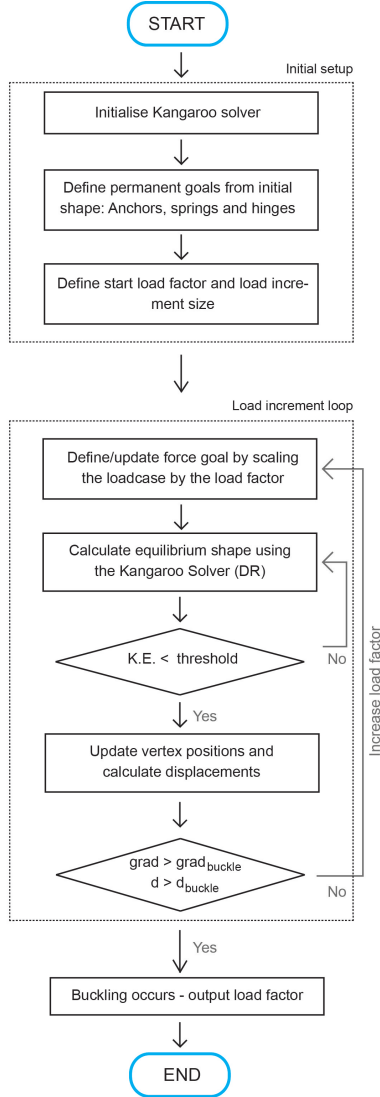 START
Initial setup
Initialise Kangaroo solver
Define permanent goals from initial
shape: Anchors, springs and hinges
Define start load factor and load incre-
ment size
Load increment loop
Define/update force goal by scaling
the loadcase by the load factor
Calculate equilibrium shape using
the Kangaroo Solver (DR)
K.E. < threshold
No
Yes
Update vertex positions and
calculate displacements
Increase load factor
grad > grad_buckle
d > d_buckle
No
Yes
Buckling occurs - output load factor
END